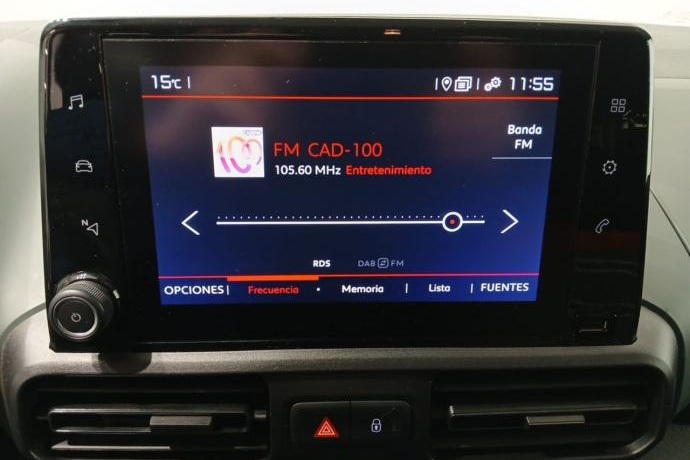 15°C
11:55
Banda
FM
FM CAD-100
105.60 MHz Entretenimiento
RDS
DAB FM
OPCIONES
Frecuencia
Memoria
Lista
FUENTES
N